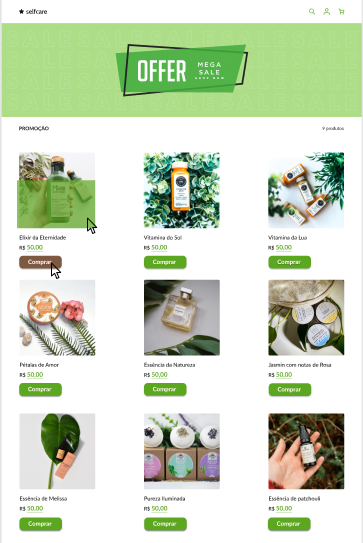 ★ selfcare
OFFER
MEGA
SALE
PROMOÇÃO
9 produtos
Elixir da Eternidade
R$ 50,00
Comprar
Vitamina do Sol
R$ 50,00
Comprar
Vitamina da Lua
R$ 50,00
Comprar
Pétalas de Amor
R$ 50,00
Comprar
Essência da Natureza
R$ 50,00
Comprar
Jasmin com notas de Rosa
R$ 50,00
Comprar
Essência de Melissa
R$ 50,00
Comprar
Pureza Iluminada
R$ 50,00
Comprar
Essência de patchouli
R$ 50,00
Comprar